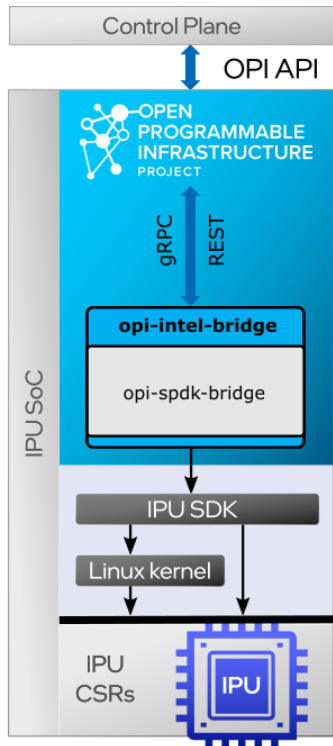 Control Plane
OPI API
OPEN
PROGRAMMABLE
INFRASTRUCTURE
PROJECT
gRPC
REST
opi-intel-bridge
opi-spdk-bridge
IPU SoC
IPU SDK
Linux kernel
IPU
CSRs
IPU